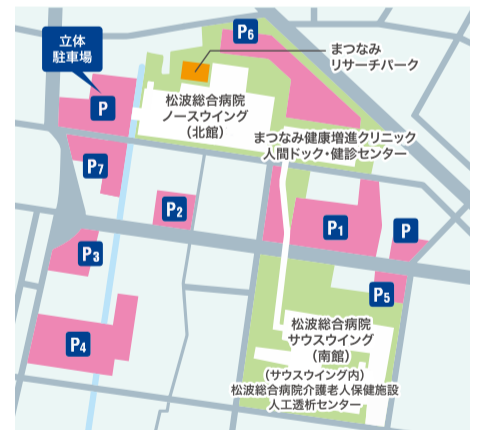 P6
まつなみ
リサーチパーク
立体
駐車場
P
松波総合病院
ノースウイング
（北館）
まつなみ健康増進クリニック
人間ドック・健診センター
P7
P2
P1
P
P3
P5
P4
松波総合病院
サウスウイング
（南館）
（サウスウイング内）
松波総合病院介護老人保健施設
人工透析センター